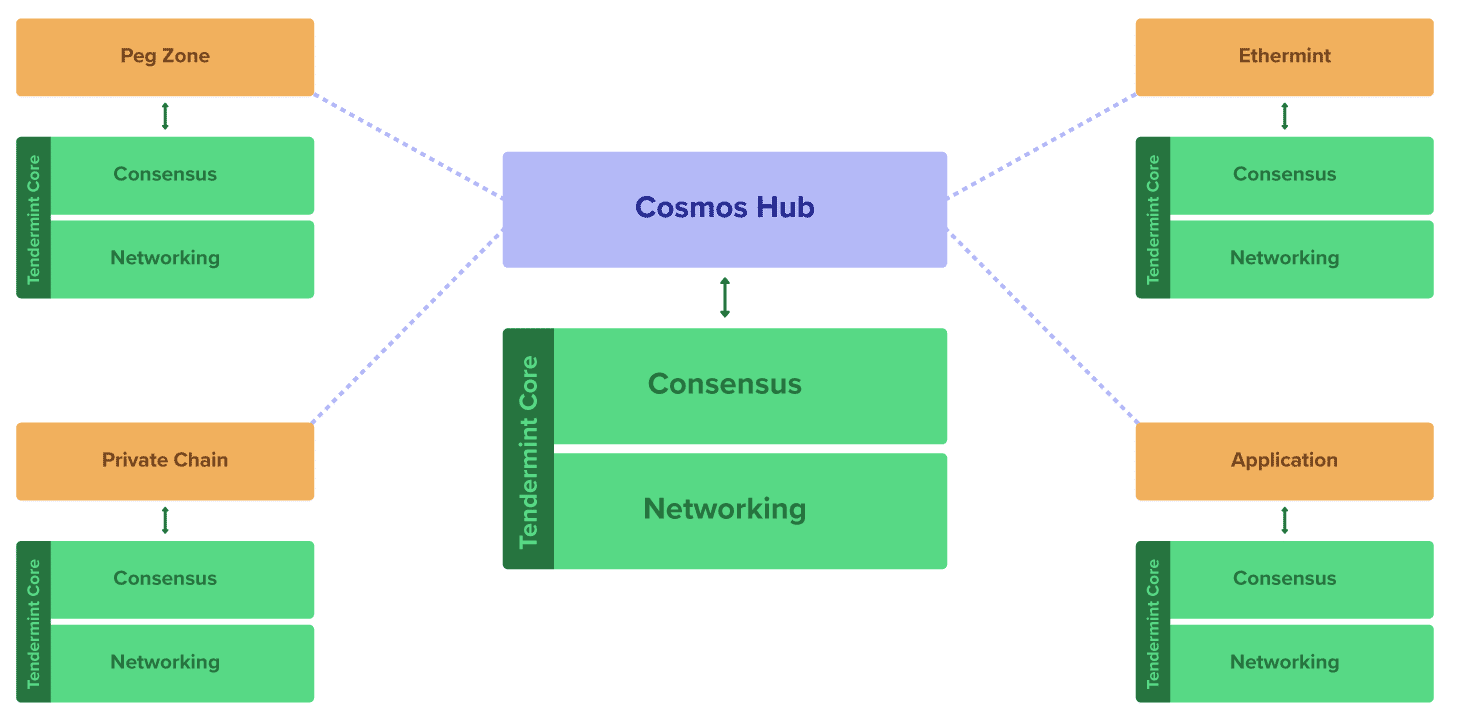 Peg Zone
Tendermint Core
Consensus
Networking
Cosmos Hub
Tendermint Core
Consensus
Networking
Ethermint
Tendermint Core
Consensus
Networking
Private Chain
Tendermint Core
Consensus
Networking
Application
Tendermint Core
Consensus
Networking